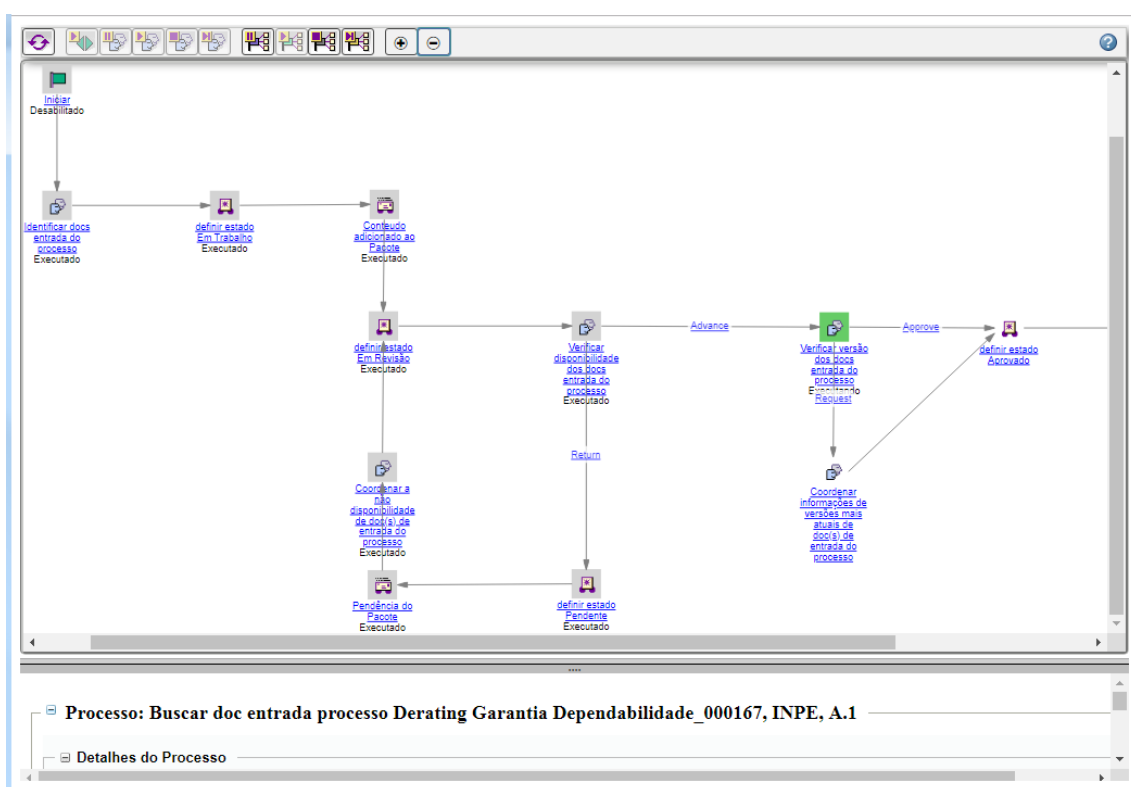 Iniciar
Desabilitado
Identificar docs
entrada do
processo
Executado
definir estado
Em Trabalho
Executado
Conteudo
adicionado ao
Pacote
Executado
definir estado
Em Revisão
Executado
Verificar
disponibilidade
dos docs
entrada do
processo
Executado
Advance
Verificar versão
dos docs
entrada do
processo
Executando
Request
Approve
definir estado
Aprovado
Return
Coordenar a
não
disponibilidade
de doc(s) de
entrada do
processo
Executado
Coordenar
informações de
versões mais
atuais de
doc(s) de
entrada do
processo
Pendência do
Pacote
Executado
definir estado
Pendente
Executado
Processo: Buscar doc entrada processo Derating Garantia Dependabilidade_000167, INPE, A.1
Detalhes do Processo